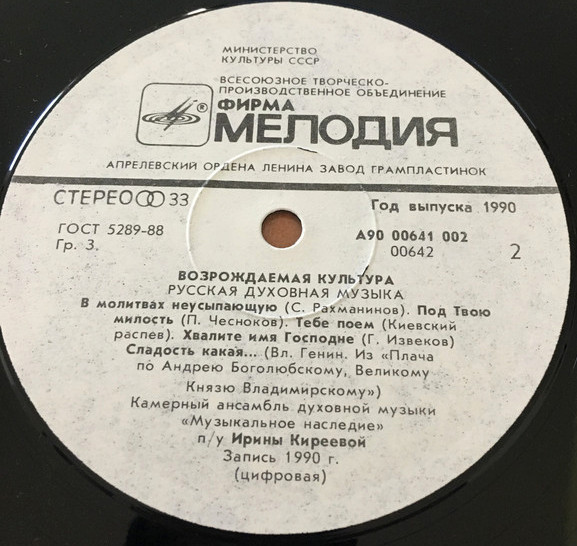 МИНИСТЕРСТВО
КУЛЬТУРЫ СССР
ВСЕСОЮЗНОЕ ТВОРЧЕСКО-
ПРОИЗВОДСТВЕННОЕ ОБЪЕДИНЕНИЕ
®
ФИРМА
МЕЛОДИЯ
АПРЕЛЕВСКИЙ ОРДЕНА ЛЕНИНА ЗАВОД ГРАМПЛАСТИНОК
СТЕРЕО 33
Год выпуска 1990
ГОСТ 5289-88
Гр. 3.
А90 00641 002
00642
2
ВОЗРОЖДАЕМАЯ КУЛЬТУРА
РУССКАЯ ДУХОВНАЯ МУЗЫКА
В молитвах неусыпающую (С. Рахманинов). Под Твою
милость (П. Чесноков). Тебе поем (Киевский
распев). Хвалите имя Господне (Г. Извеков)
Сладость какая... (Вл. Генин. Из «Плача
по Андрею Боголюбскому, Великому
Князю Владимирскому»)
Камерный ансамбль духовной музыки
«Музыкальное наследие»
п/у Ирины Киреевой
Запись 1990 г.
(цифровая)